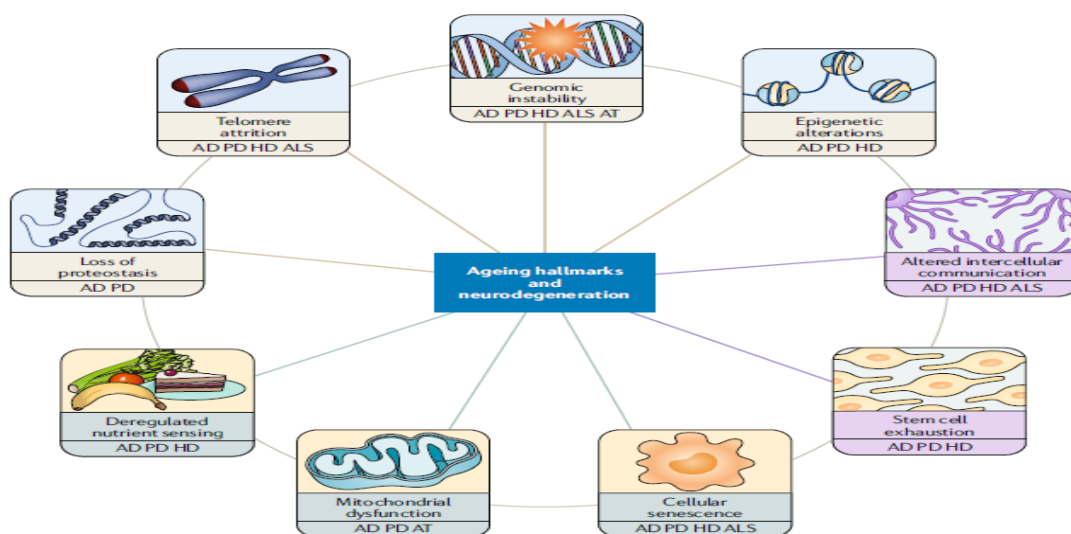 Genomic
instability
AD PD HD ALS AT
Telomere
attrition
AD PD HD ALS
Epigenetic
alterations
AD PD HD
Loss of
proteostasis
AD PD
Ageing hallmarks
and
neurodegeneration
Altered intercellular
communication
AD PD HD ALS
Deregulated
nutrient sensing
AD PD HD
Stem cell
exhaustion
AD PD HD
Mitochondrial
dysfunction
AD PD AT
Cellular
senescence
AD PD HD ALS